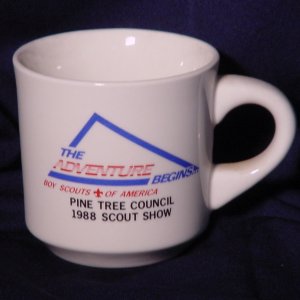 THE
ADVENTURE
BEGINS...
BOY SCOUTS OF AMERICA
PINE TREE COUNCIL
1988 SCOUT SHOW